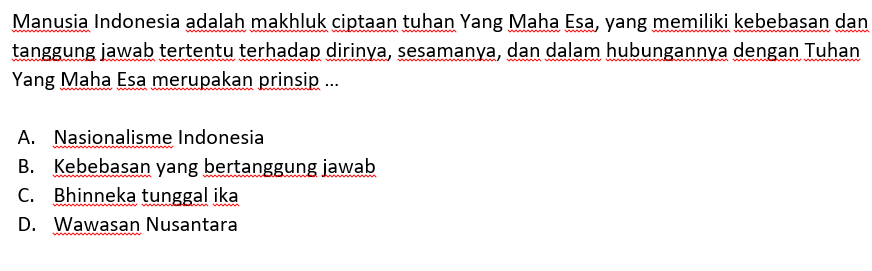 Manusia Indonesia adalah makhluk ciptaan tuhan Yang Maha Esa, yang memiliki kebebasan dan
tanggung jawab tertentu terhadap dirinya, sesamanya, dan dalam hubungannya dengan Tuhan
Yang Maha Esa merupakan prinsip ...
A. Nasionalisme Indonesia
B. Kebebasan yang bertanggung jawab
C. Bhinneka tunggal ika
D. Wawasan Nusantara